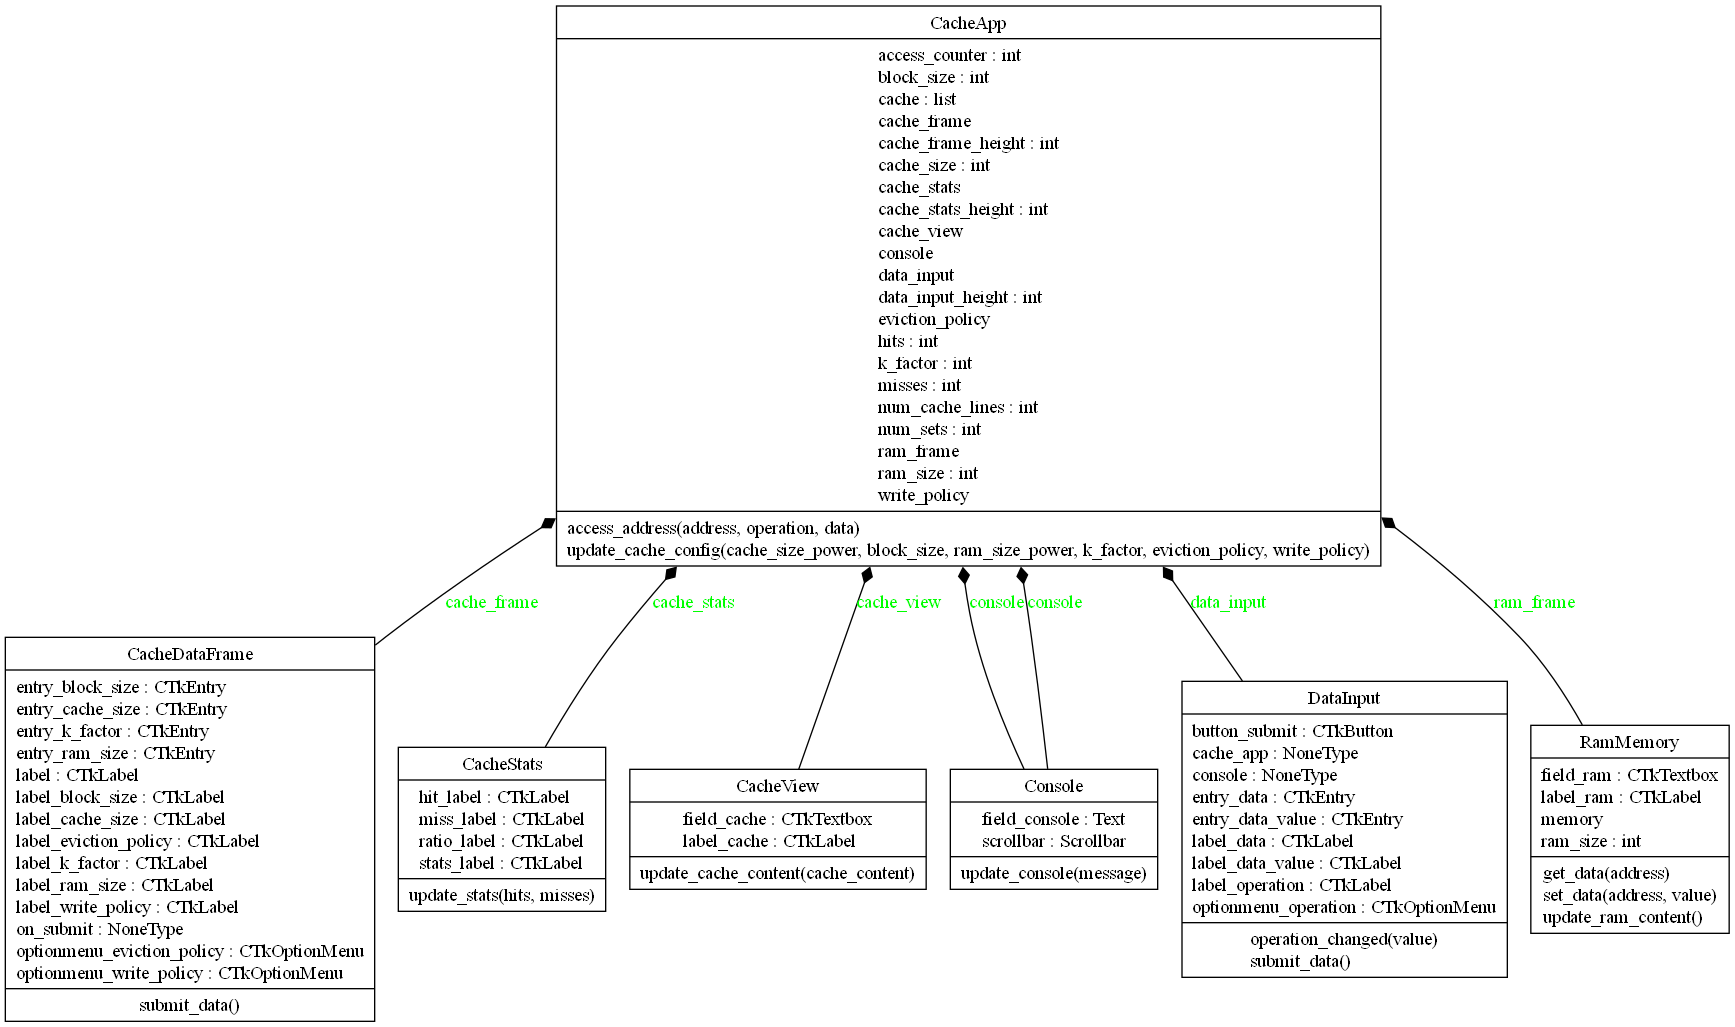 CacheApp
access_counter : int
block_size : int
cache : list
cache_frame
cache_frame_height : int
cache_size : int
cache_stats
cache_stats_height : int
cache_view
console
data_input
data_input_height : int
eviction_policy
hits : int
k_factor : int
misses : int
num_cache_lines : int
num_sets : int
ram_frame
ram_size : int
write_policy
access_address(address, operation, data)
update_cache_config(cache_size_power, block_size, ram_size_power, k_factor, eviction_policy, write_policy)
cache_frame
cache_stats
cache_view
console
console
data_input
ram_frame
CacheDataFrame
entry_block_size : CTkEntry
entry_cache_size : CTkEntry
entry_k_factor : CTkEntry
entry_ram_size : CTkEntry
label : CTkLabel
label_block_size : CTkLabel
label_cache_size : CTkLabel
label_eviction_policy : CTkLabel
label_k_factor : CTkLabel
label_ram_size : CTkLabel
label_write_policy : CTkLabel
on_submit : NoneType
optionmenu_eviction_policy : CTkOptionMenu
optionmenu_write_policy : CTkOptionMenu
submit_data()
CacheStats
hit_label : CTkLabel
miss_label : CTkLabel
ratio_label : CTkLabel
stats_label : CTkLabel
update_stats(hits, misses)
CacheView
field_cache : CTkTextbox
label_cache : CTkLabel
update_cache_content(cache_content)
Console
field_console : Text
scrollbar : Scrollbar
update_console(message)
DataInput
button_submit : CTkButton
cache_app : NoneType
console : NoneType
entry_data : CTkEntry
entry_data_value : CTkEntry
label_data : CTkLabel
label_data_value : CTkLabel
label_operation : CTkLabel
optionmenu_operation : CTkOptionMenu
operation_changed(value)
submit_data()
RamMemory
field_ram : CTkTextbox
label_ram : CTkLabel
memory
ram_size : int
get_data(address)
set_data(address, value)
update_ram_content()